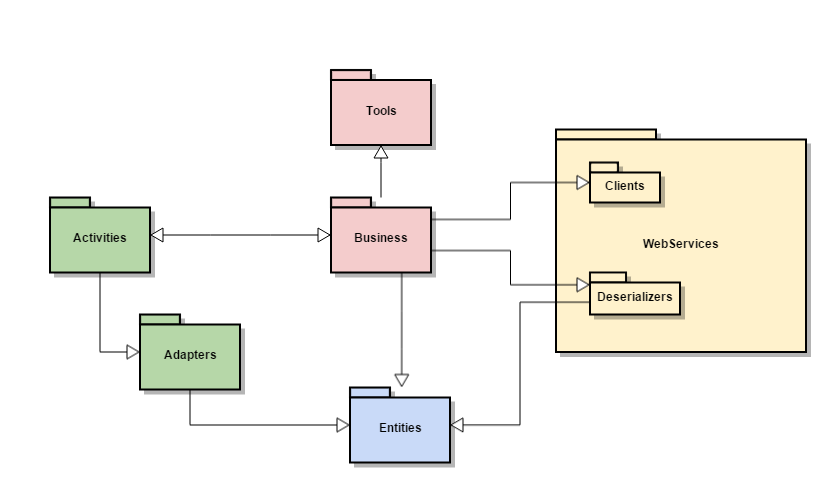 Tools
Clients
Activities
Business
WebServices
Deserializers
Adapters
Entities